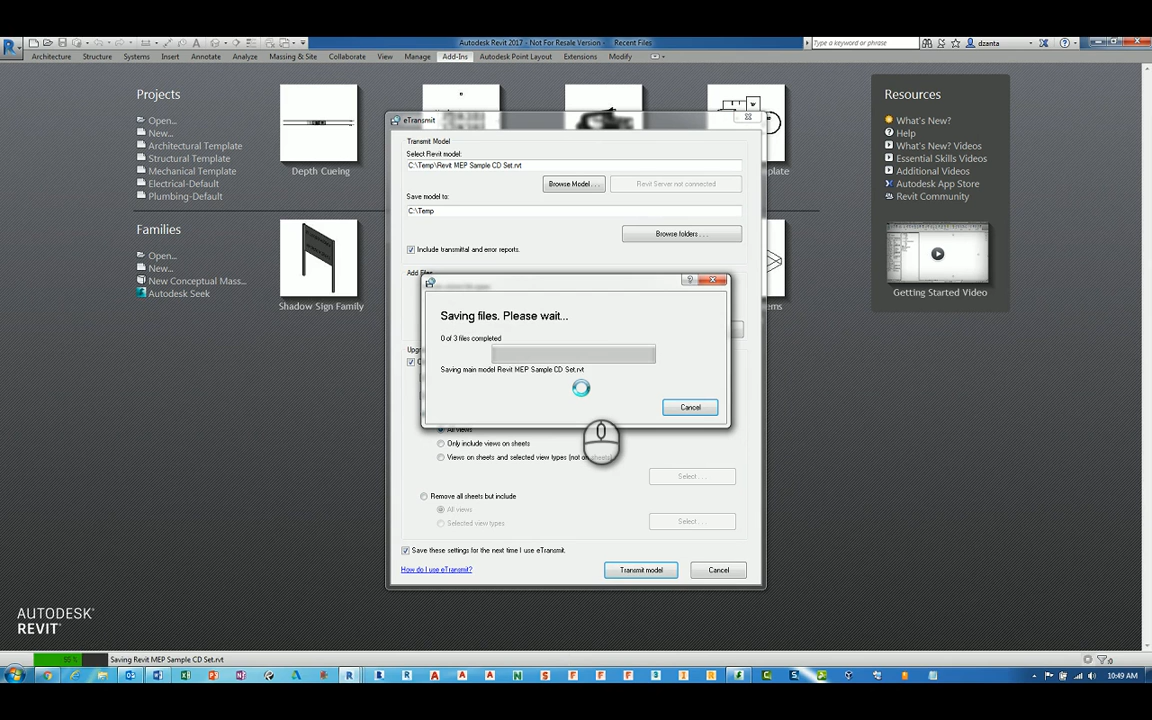 Autodesk Revit 2017 - Not For Resale Version - Recent Files
Type a keyword or phrase
dzanta
Architecture Structure Systems Insert Annotate Analyze Massing & Site Collaborate View Manage Add-Ins Autodesk Point Layout Extensions Modify
Projects
Open...
New...
Architectural Template
Structural Template
Mechanical Template
Electrical-Default
Plumbing-Default
Depth Cueing
Families
Open...
New...
New Conceptual Mass...
Autodesk Seek
Shadow Sign Family
Resources
What's New?
Help
What's New? Videos
Essential Skills Videos
Additional Videos
Autodesk App Store
Revit Community
Getting Started Video
eTransmit
Transmit Model
Select Revit model:
C:\Temp\Revit MEP Sample CD Set.rvt
Browse Model...
Revit Server not connected
Save model to:
C:\Temp
Browse folders...
Include transmittal and error reports.
Add Files
Saving files. Please wait...
0 of 3 files completed
Saving main model Revit MEP Sample CD Set.rvt
Cancel
All views
Only include views on sheets
Views on sheets and selected view types (not on sheets)
Select...
Remove all sheets but include
All views
Selected view types
Select...
Save these settings for the next time I use eTransmit.
How do I use eTransmit?
Transmit model
Cancel
AUTODESK
REVIT
Saving Revit MEP Sample CD Set.rvt
10:49 AM